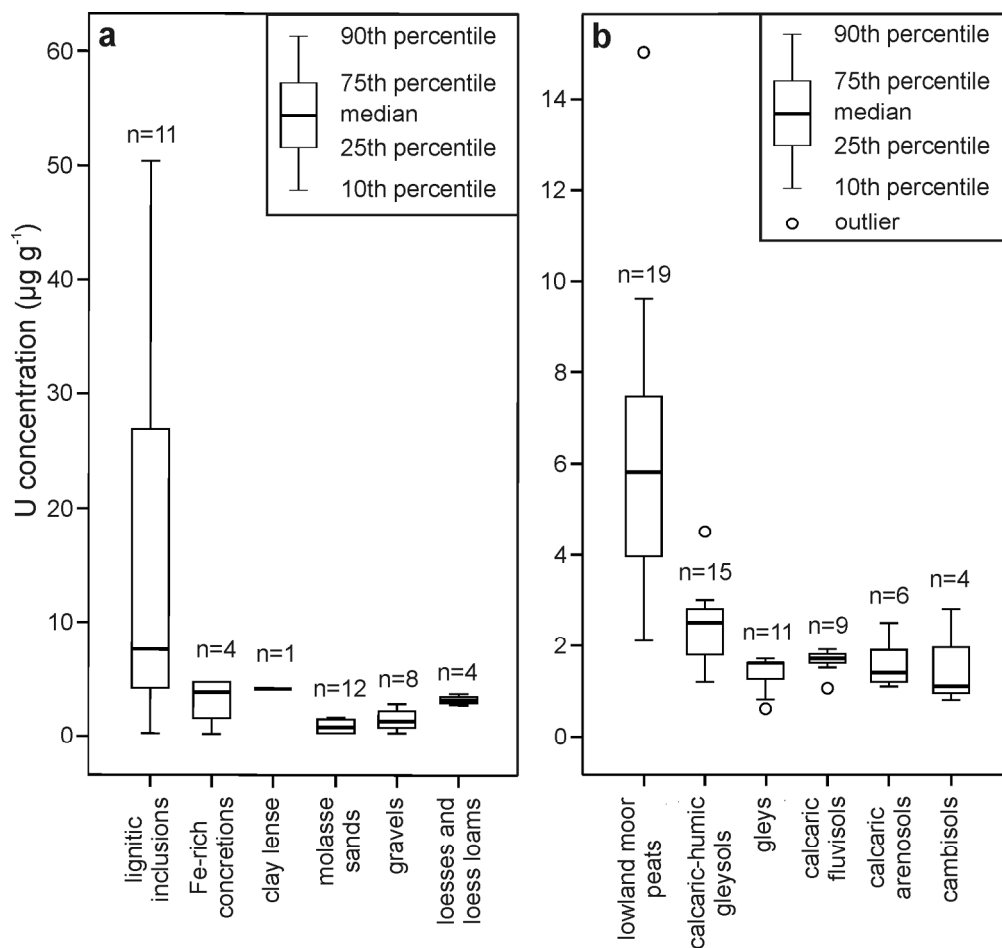 a
90th percentile
75th percentile
median
25th percentile
10th percentile
U concentration (µg g⁻¹)
60
50
40
30
20
10
0
n=11
n=4
n=1
n=12
n=8
n=4
lignitic
inclusions
Fe-rich
concretions
clay lense
molasse
sands
gravels
loesses and
loess loams
b
90th percentile
75th percentile
median
25th percentile
10th percentile
outlier
14
12
10
8
6
4
2
0
n=19
n=15
n=11
n=9
n=6
n=4
lowland moor
peats
calcaric-humic
gleysols
gleys
calcaric
fluvisols
calcaric
arenosols
cambisols